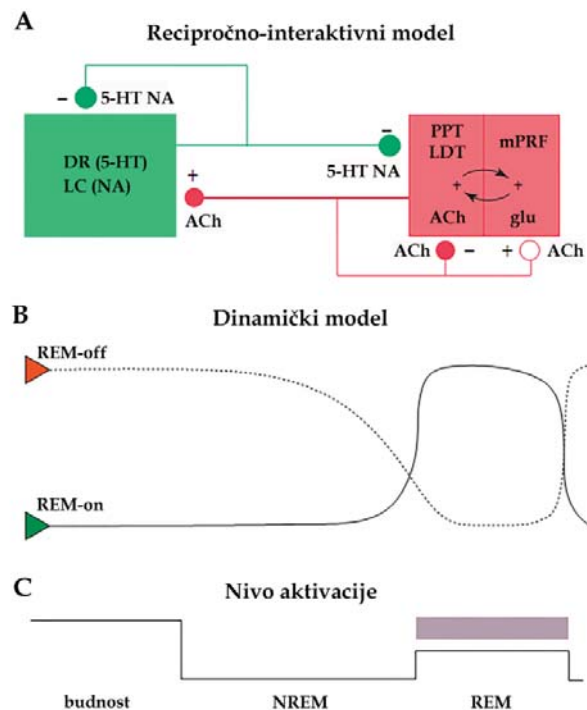 A
Recipročno-interaktivni model
− 5-HT NA
DR (5-HT)
LC (NA)
+
ACh
−
5-HT NA
PPT
LDT
mPRF
+ +
ACh
glu
ACh − + ACh
B
Dinamički model
REM-off
REM-on
C
Nivo aktivacije
budnost NREM REM